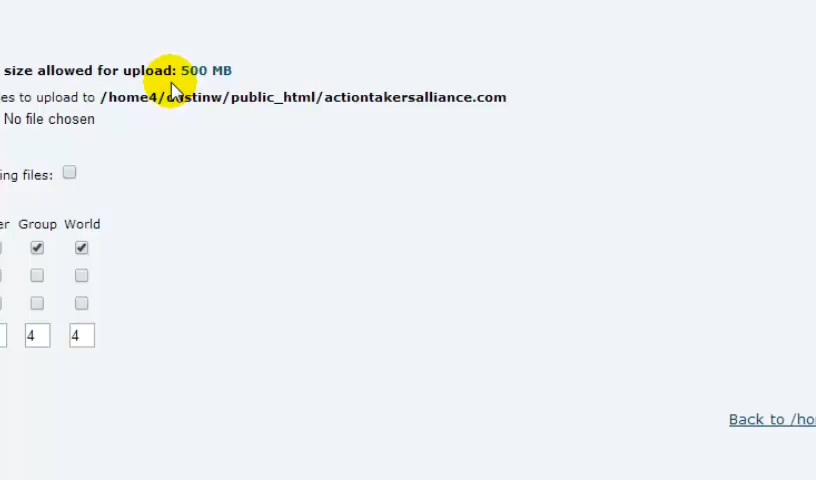 size allowed for upload: 500 MB
es to upload to /home4/dustinw/public_html/actiontakersalliance.com
No file chosen
ing files:
er Group World
4 4
Back to /ho